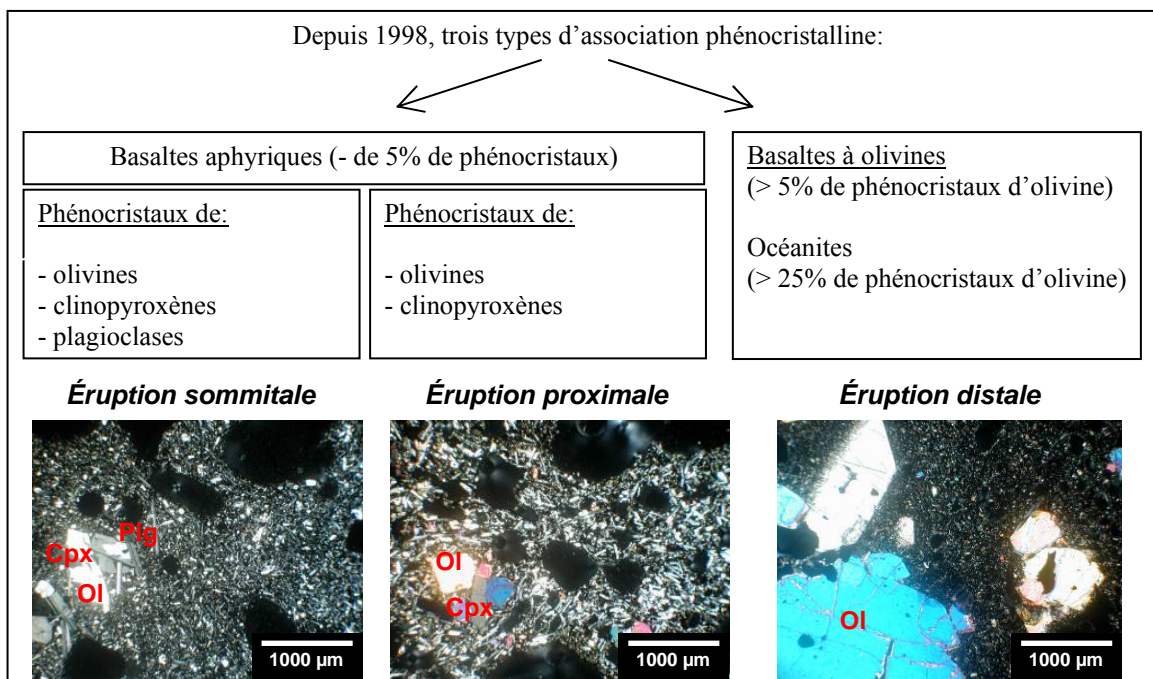 Depuis 1998, trois types d'association phénocristalline:
Basaltes aphyriques (- de 5% de phénocristaux)
Phénocristaux de:
- olivines
- clinopyroxènes
- plagioclases
Phénocristaux de:
- olivines
- clinopyroxènes
Basaltes à olivines
(> 5% de phénocristaux d'olivine)
Océanites
(> 25% de phénocristaux d'olivine)
Éruption sommitale
Éruption proximale
Éruption distale
Plg
Cpx
Ol
1000 µm
Ol
Cpx
1000 µm
Ol
1000 µm